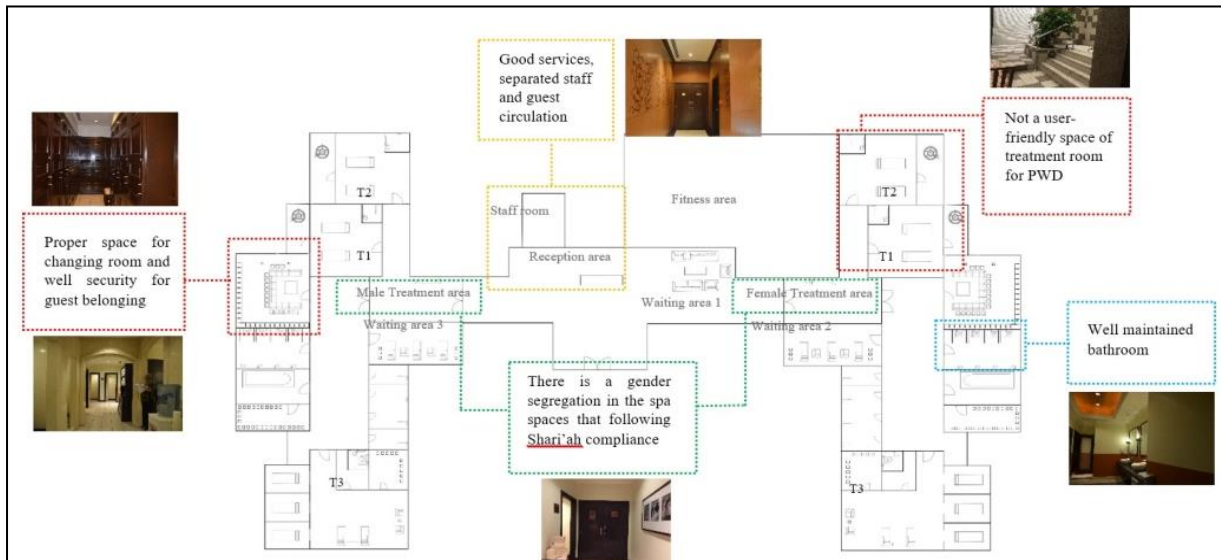 Good services,
separated staff
and guest
circulation
Not a user-
friendly space of
treatment room
for PWD
Proper space for
changing room and
well security for
guest belonging
T2
T1
Staff room
Reception area
Fitness area
T2
T1
Male Treatment area
Waiting area 1
Female Treatment area
Waiting area 3
Waiting area 2
Well maintained
bathroom
There is a gender
segregation in the spa
spaces that following
Shari'ah compliance
T3
T3